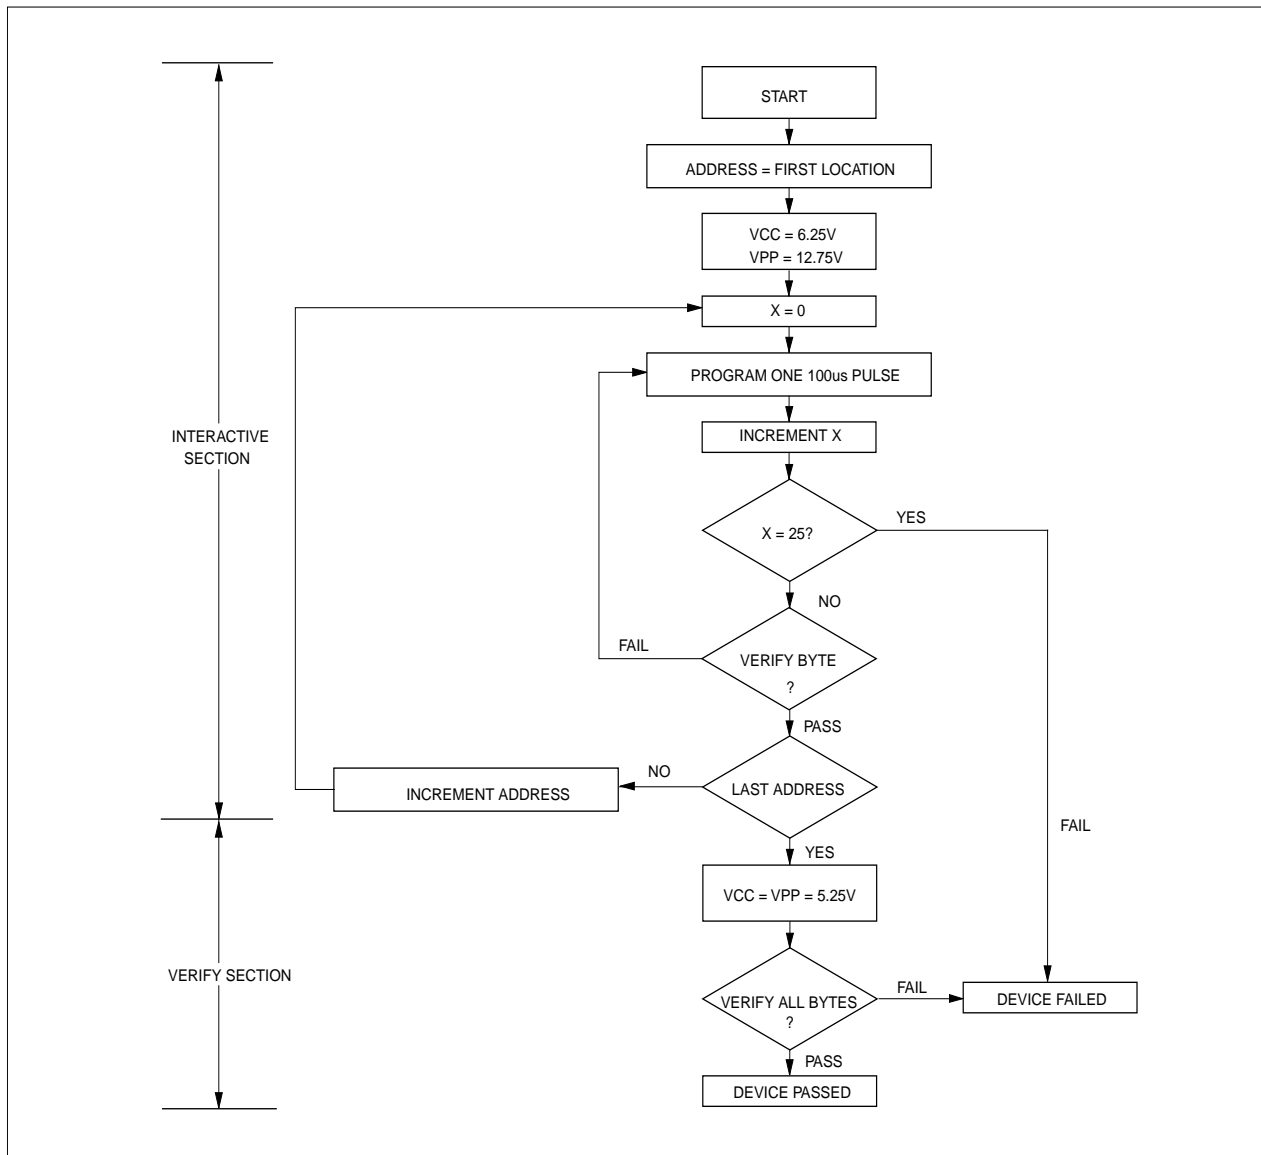 START
ADDRESS = FIRST LOCATION
VCC = 6.25V
VPP = 12.75V
X = 0
PROGRAM ONE 100us PULSE
INCREMENT X
INTERACTIVE
SECTION
X = 25?
YES
NO
FAIL
VERIFY BYTE
?
PASS
NO
INCREMENT ADDRESS
LAST ADDRESS
FAIL
YES
VCC = VPP = 5.25V
VERIFY SECTION
VERIFY ALL BYTES
?
FAIL
DEVICE FAILED
PASS
DEVICE PASSED